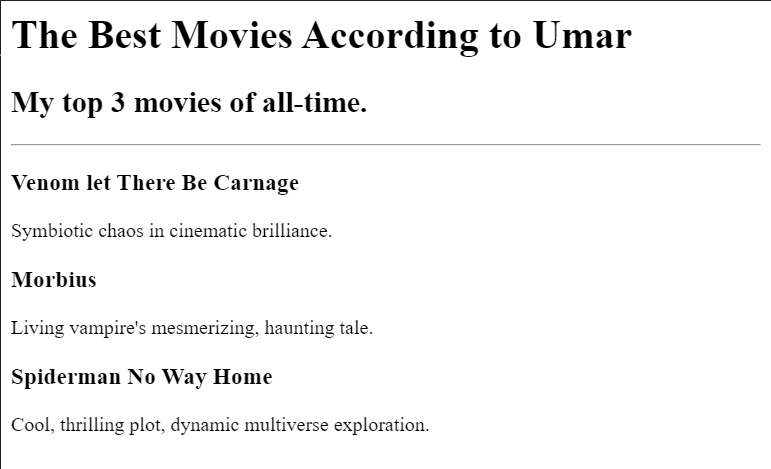 The Best Movies According to Umar
My top 3 movies of all-time.
Venom let There Be Carnage
Symbiotic chaos in cinematic brilliance.
Morbius
Living vampire's mesmerizing, haunting tale.
Spiderman No Way Home
Cool, thrilling plot, dynamic multiverse exploration.